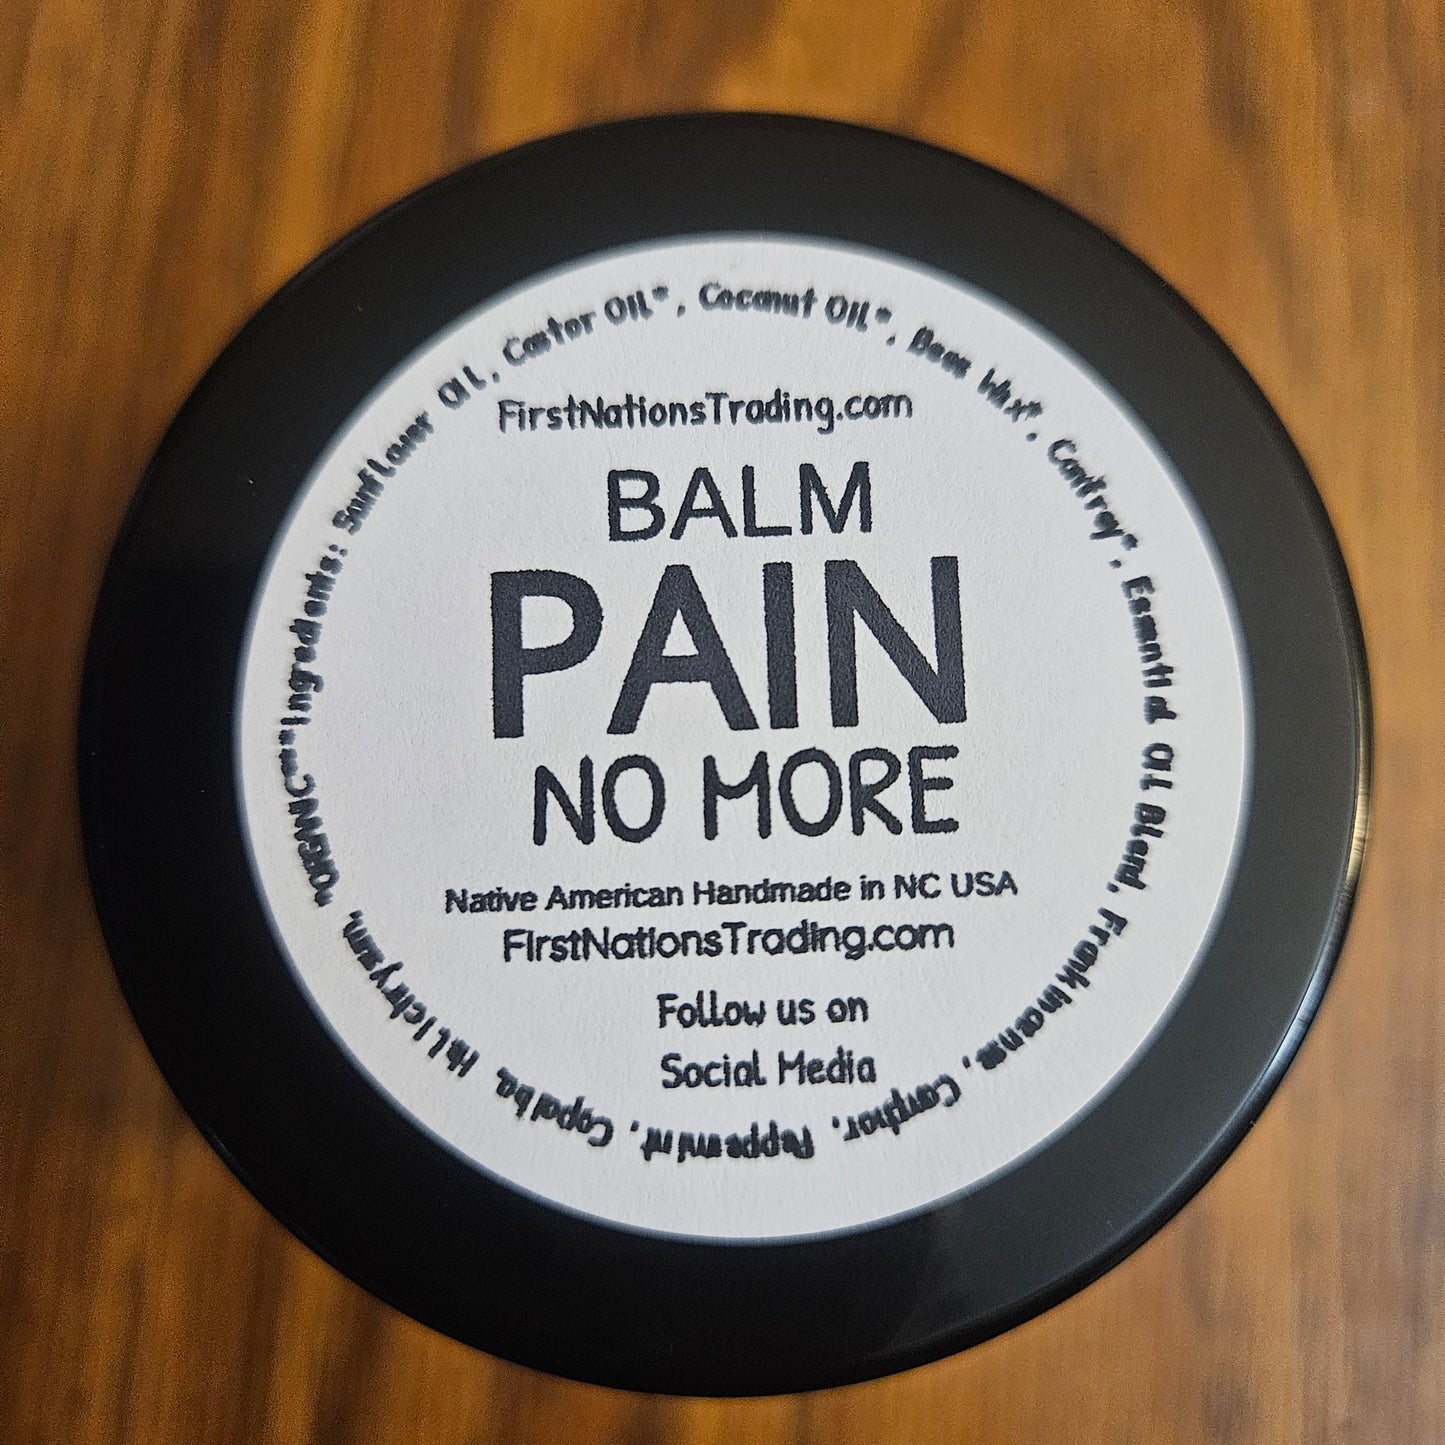 FirstNationsTrading.com
BALM
PAIN
NO MORE
Native American Handmade in NC USA
FirstNationsTrading.com
Follow us on
Social Media
Ingredients: Sunflower Oil, Castor Oil*, Coconut Oil*, Bees Wax*, Comfrey*, Essential Oil Blend, Frankincense, Camphor, Peppermint, Copaiba, Helichrysum, *ORGANIC***